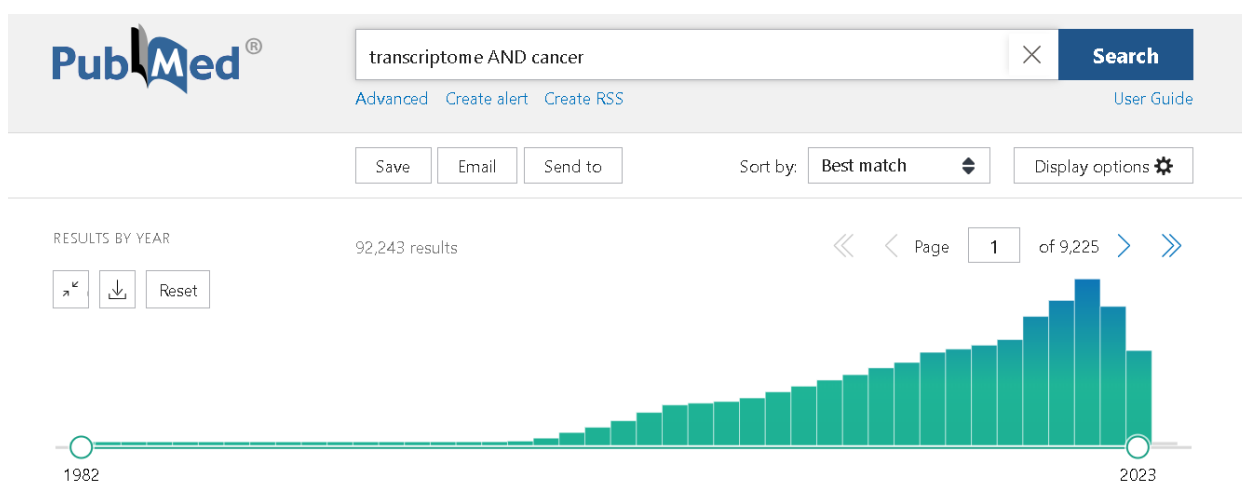 PubMed®
transcriptome AND cancer
Search
Advanced Create alert Create RSS
User Guide
Save Email Send to
Sort by: Best match
Display options
RESULTS BY YEAR
92,243 results
Page 1 of 9,225
Reset
1982
2023